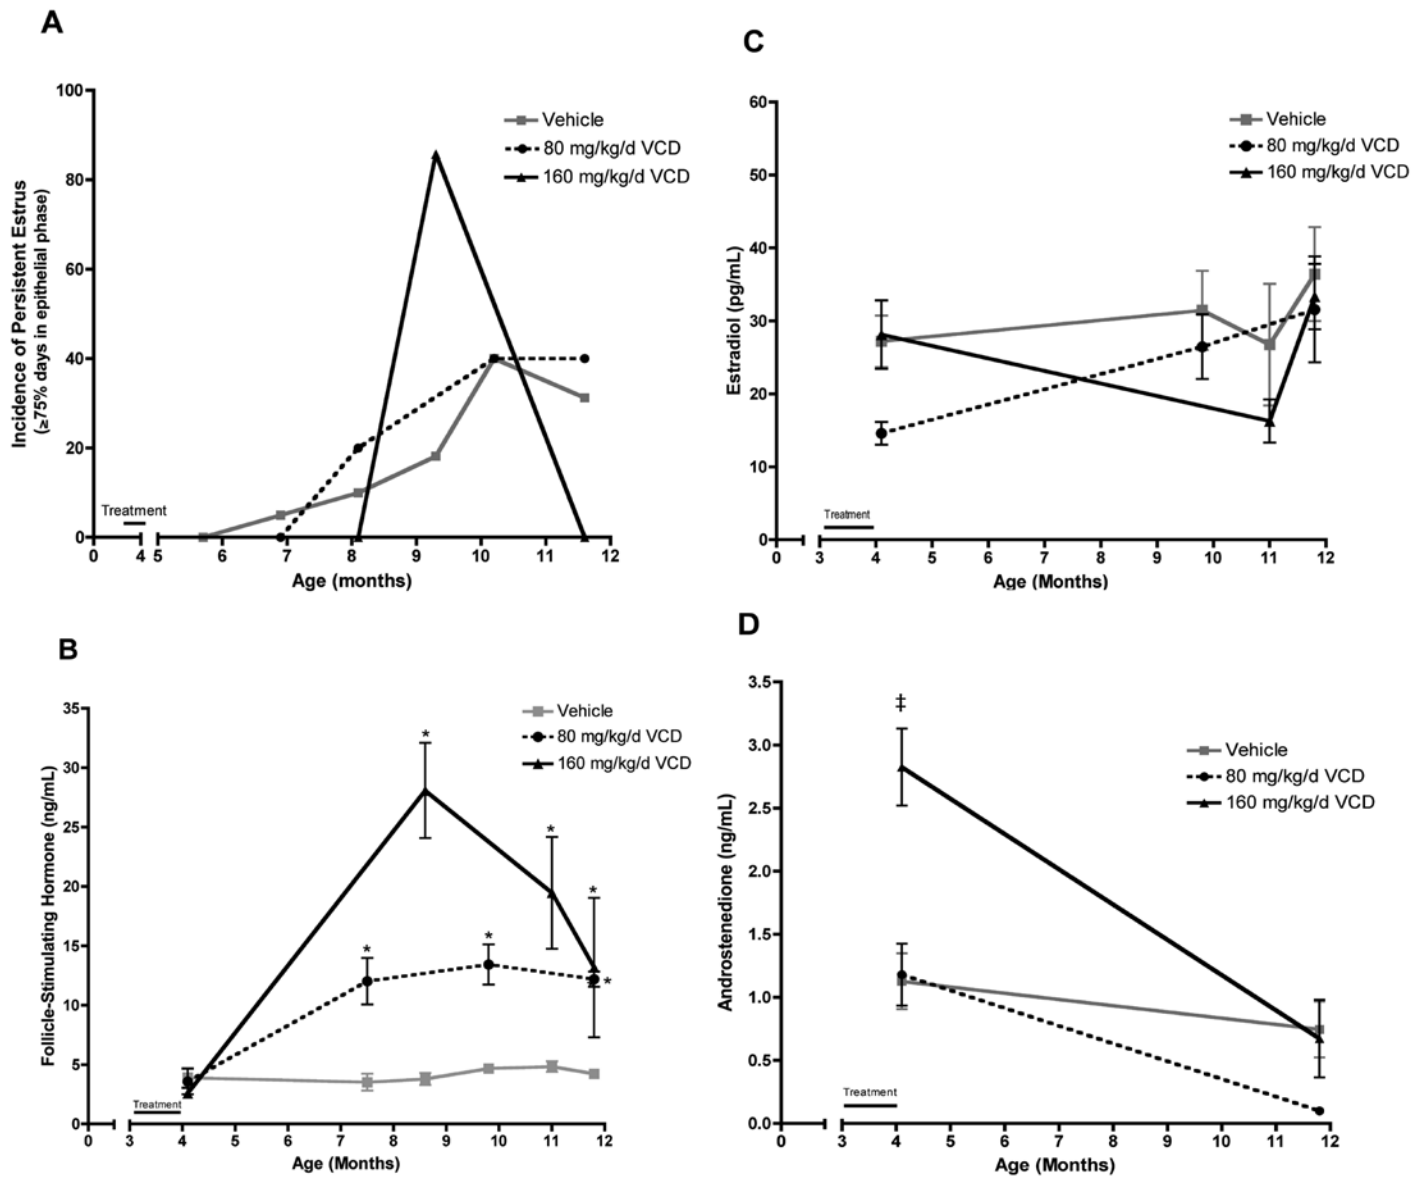 A
Incidence of Persistent Estrus
(≥75% days in epithelial phase)
100
80
60
40
20
0
Vehicle
80 mg/kg/d VCD
160 mg/kg/d VCD
Treatment
0 4 5 6 7 8 9 10 11 12
Age (months)
C
Estradiol (pg/mL)
60
50
40
30
20
10
0
Vehicle
80 mg/kg/d VCD
160 mg/kg/d VCD
Treatment
0 3 4 5 6 7 8 9 10 11 12
Age (Months)
B
Follicle-Stimulating Hormone (ng/mL)
35
30
25
20
15
10
5
0
Vehicle
80 mg/kg/d VCD
160 mg/kg/d VCD
*
*
*
*
*
*
Treatment
0 3 4 5 6 7 8 9 10 11 12
Age (Months)
D
Androstenedione (ng/mL)
3.5
3.0
2.5
2.0
1.5
1.0
0.5
0.0
‡
Vehicle
80 mg/kg/d VCD
160 mg/kg/d VCD
Treatment
0 3 4 5 6 7 8 9 10 11 12
Age (Months)